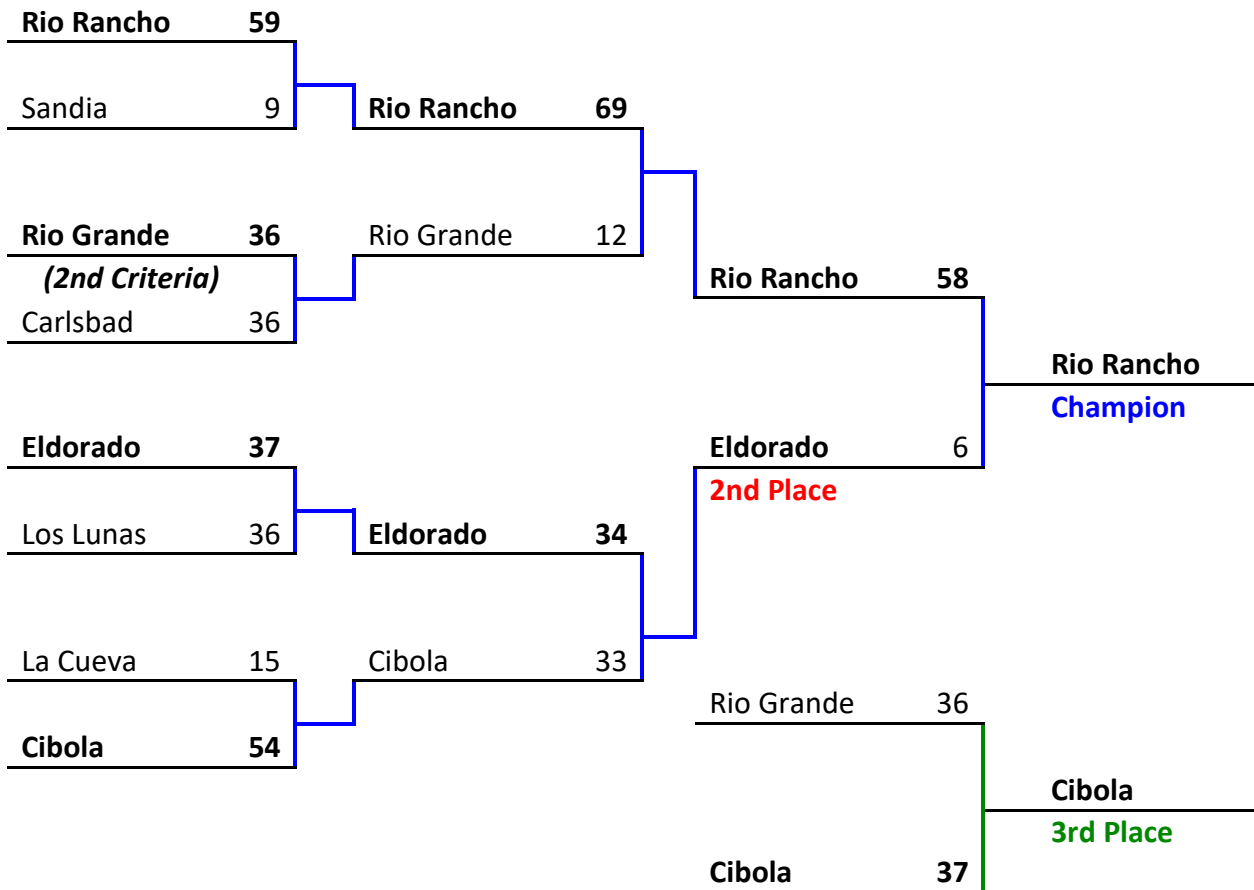 Rio Rancho 59
Sandia 9
Rio Rancho 69
Rio Grande 36
Rio Grande 12
(2nd Criteria)
Rio Rancho 58
Carlsbad 36
Rio Rancho
Champion
Eldorado 37
Eldorado 6
2nd Place
Los Lunas 36
Eldorado 34
La Cueva 15
Cibola 33
Rio Grande 36
Cibola 54
Cibola
3rd Place
Cibola 37